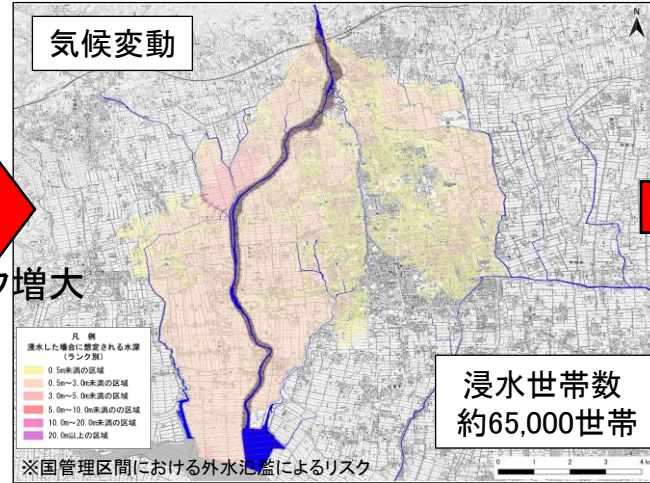 気候変動
N
ク増大
凡 例
浸水した場合に想定される水深
(ランク別)
0.5m未満の区域
0.5m～3.0m未満の区域
3.0m～5.0m未満の区域
5.0m～10.0m未満のの区域
10.0m～20.0m未満の区域
20.0m以上の区域
浸水世帯数
約65,000世帯
※国管理区間における外水氾濫によるリスク
0 1 2 3 4